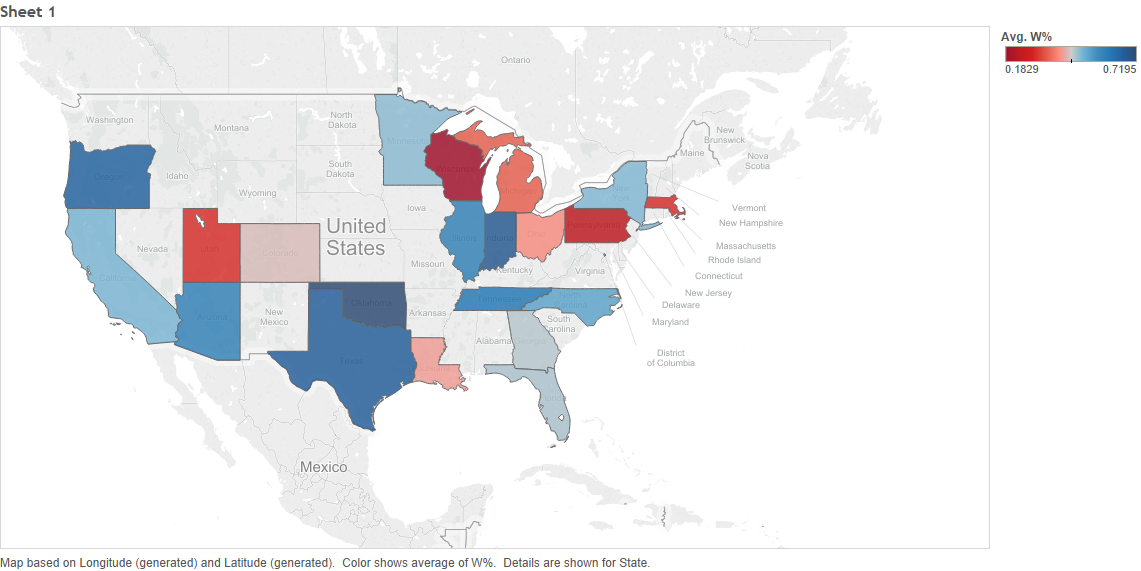 Sheet 1
Avg. W%
0.1829
0.7195
Ontario
Washington
Montana
North
Dakota
Minnesota
New
Brunswick
Maine
Nova
Scotia
Oregon
Idaho
South
Dakota
Wisconsin
Michigan
New
York
Wyoming
Vermont
New Hampshire
Iowa
United
States
Nevada
Utah
Colorado
Illinois
Indiana
Ohio
Pennsylvania
Massachusetts
Rhode Island
Connecticut
California
Missouri
Kentucky
Virginia
New Jersey
Delaware
Maryland
Arizona
New
Mexico
Oklahoma
Arkansas
Tennessee
North
Carolina
South
Carolina
District
of Columbia
Texas
Alabama
Georgia
Mexico
Map based on Longitude (generated) and Latitude (generated).  Color shows average of W%.  Details are shown for State.